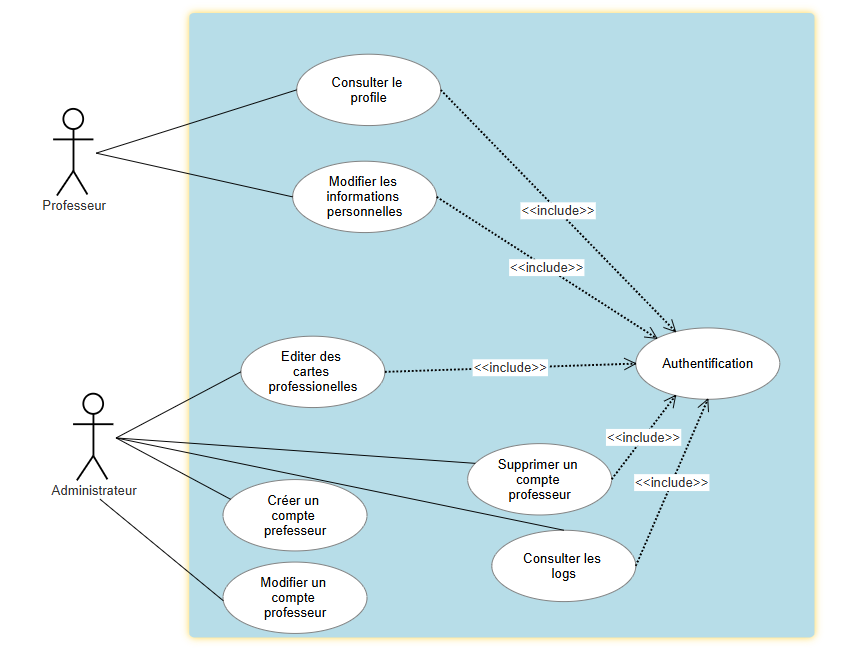 Consulter le
profile
Professeur
Modifier les
informations
personnelles
<<include>>
<<include>>
Editer des
cartes
professionelles
<<include>>
Authentification
Administrateur
<<include>>
Supprimer un
compte
professeur
<<include>>
Créer un
compte
prefesseur
Consulter les
logs
Modifier un
compte
professeur